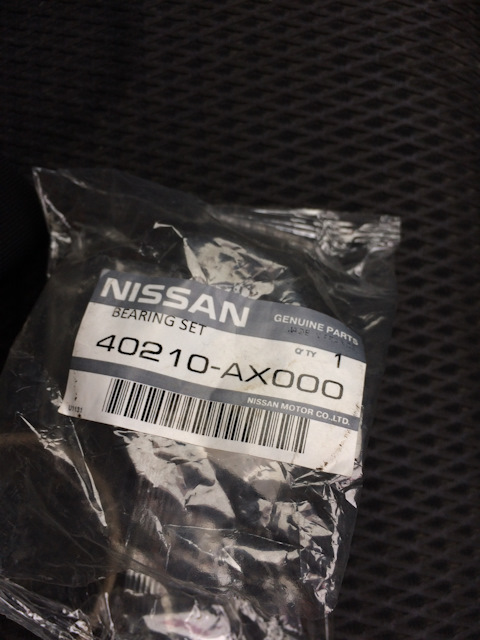 NISSAN
GENUINE PARTS
BEARING SET
Q'TY 1
40210-AX000
NISSAN MOTOR CO.,LTD.